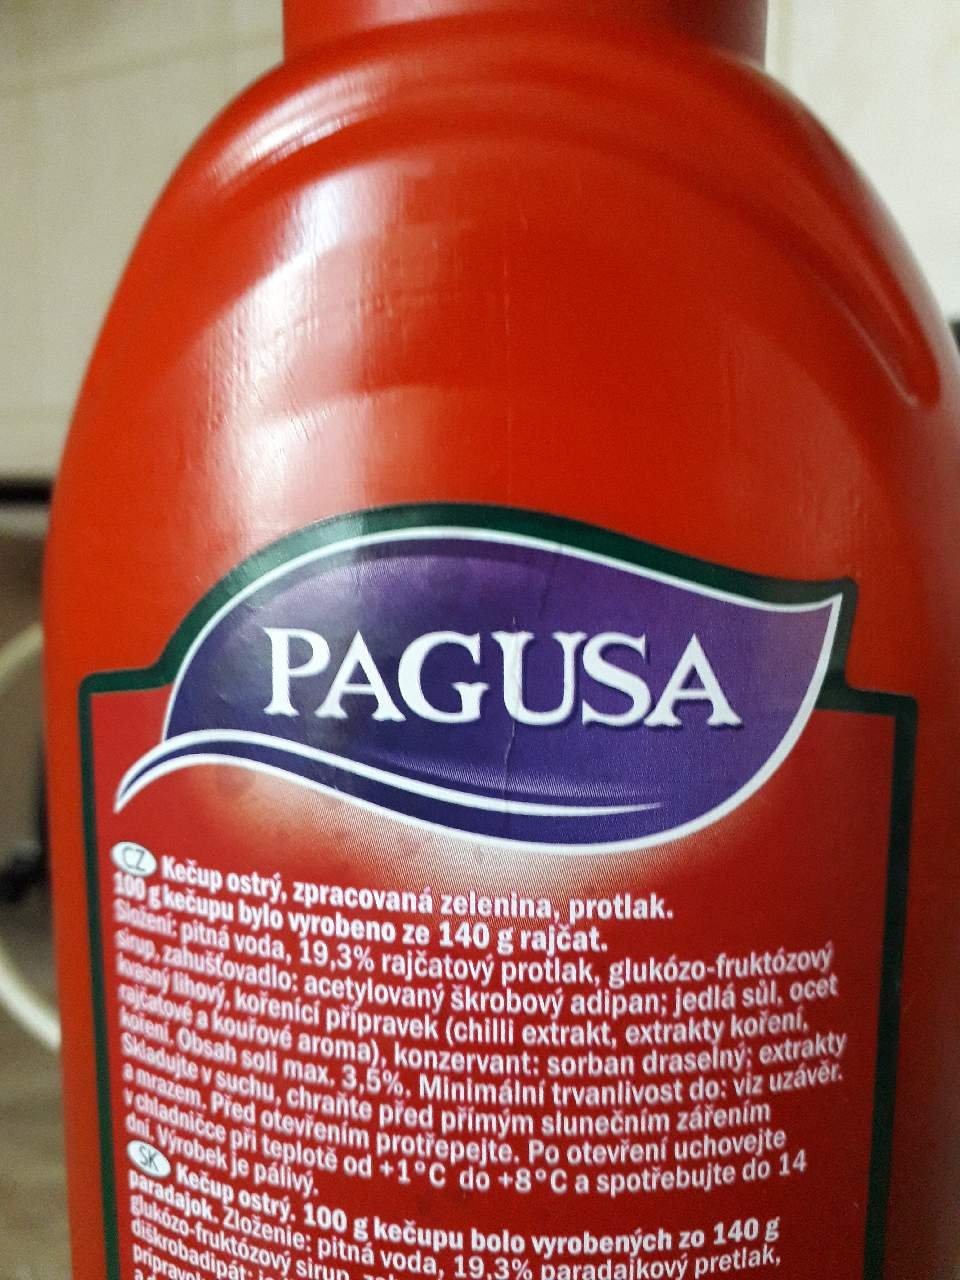 PAGUSA
CZ Kečup ostrý, zpracovaná zelenina, protlak.
100 g kečupu bylo vyrobeno ze 140 g rajčat.
Složení: pitná voda, 19,3% rajčatový protlak, glukózo-fruktózový
sirup, zahušťovadlo: acetylovaný škrobový adipan; jedlá sůl, ocet
kvasný lihový, kořenící přípravek (chilli extrakt, extrakty koření,
rajčatové a kouřové aroma), konzervant: sorban draselný; extrakty
koření. Obsah soli max. 3,5%. Minimální trvanlivost do: viz uzávěr.
Skladujte v suchu, chraňte před přímým slunečním zářením
a mrazem. Před otevřením protřepejte. Po otevření uchovejte
v chladničce při teplotě od +1°C do +8°C a spotřebujte do 14
dní. Výrobek je pálivý.
SK Kečup ostrý. 100 g kečupu bolo vyrobených zo 140 g
paradajok. Zloženie: pitná voda, 19,3% paradajkový pretlak,
glukózo-fruktózový sirup,
diškrobadipát;